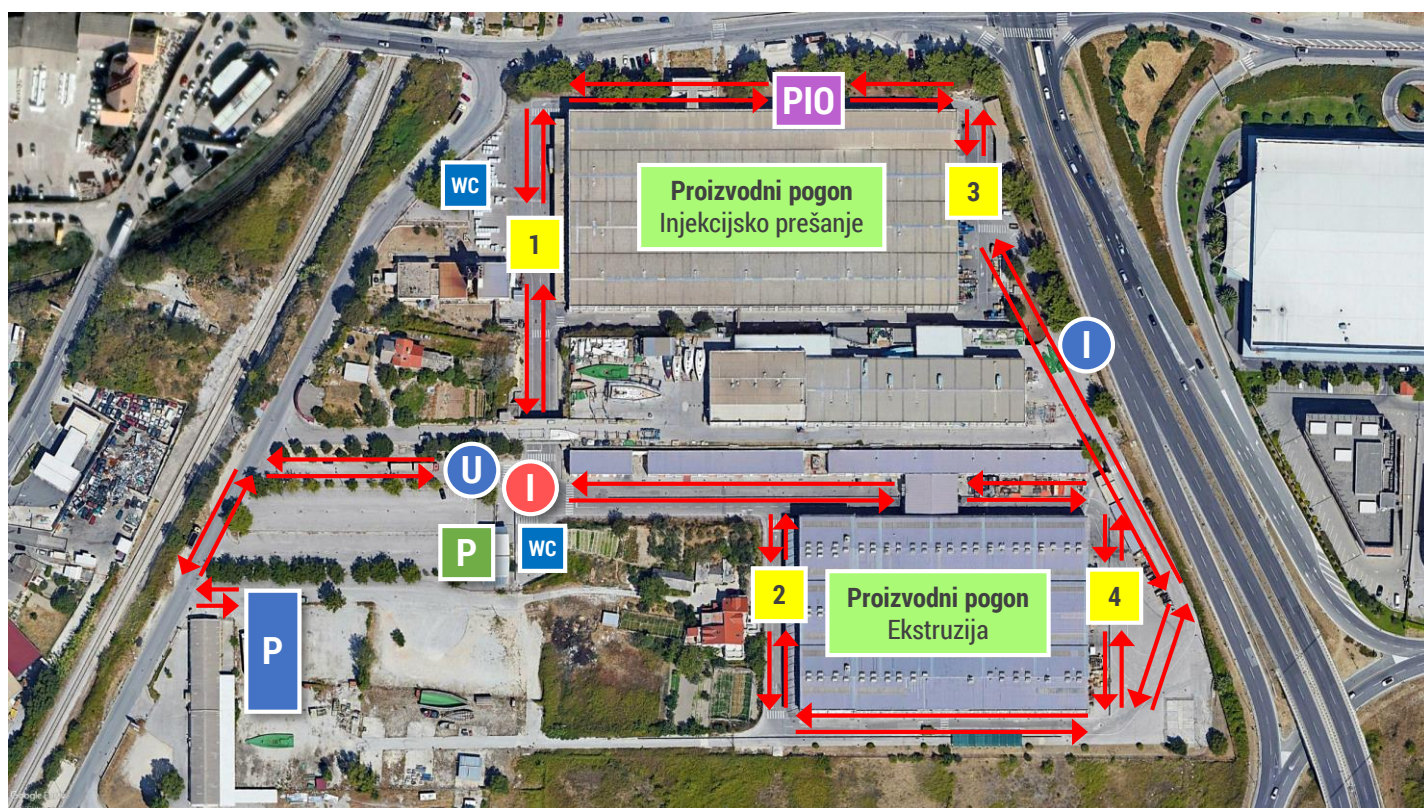 PIO
WC
Proizvodni pogon
Injekcijsko prešanje
3
1
I
U
I
P
WC
2
Proizvodni pogon
Ekstruzija
4
P